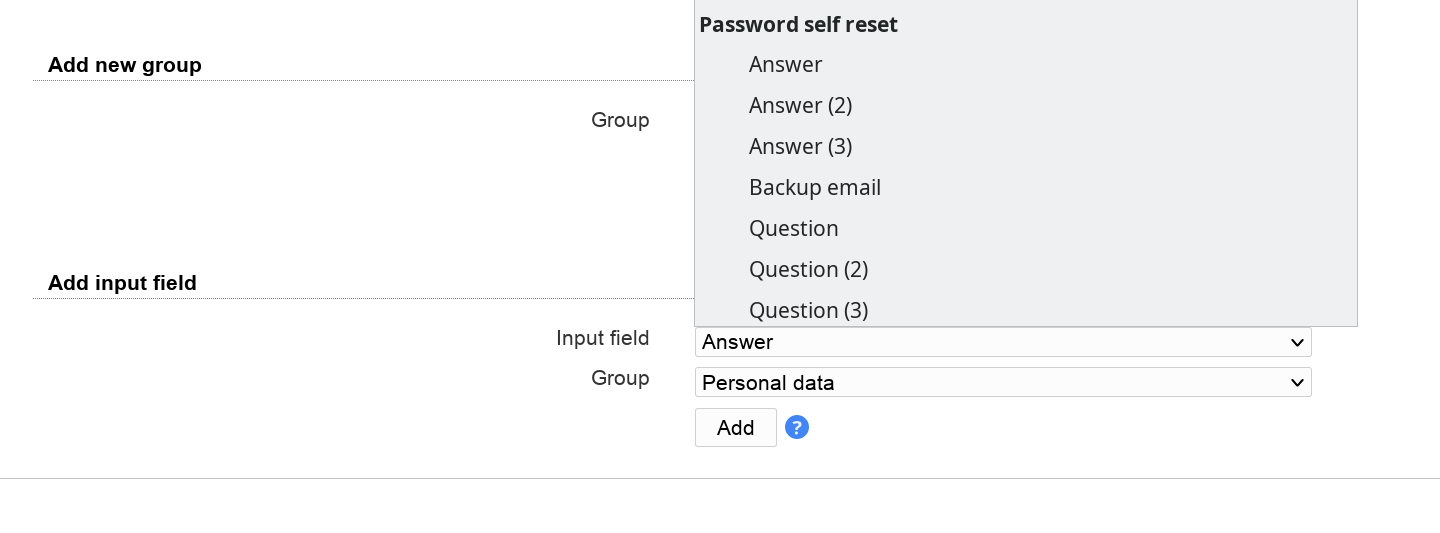 Password self reset
Add new group
Answer
Answer (2)
Group
Answer (3)
Backup email
Question
Question (2)
Add input field
Question (3)
Input field
Answer
Group
Personal data
Add
?